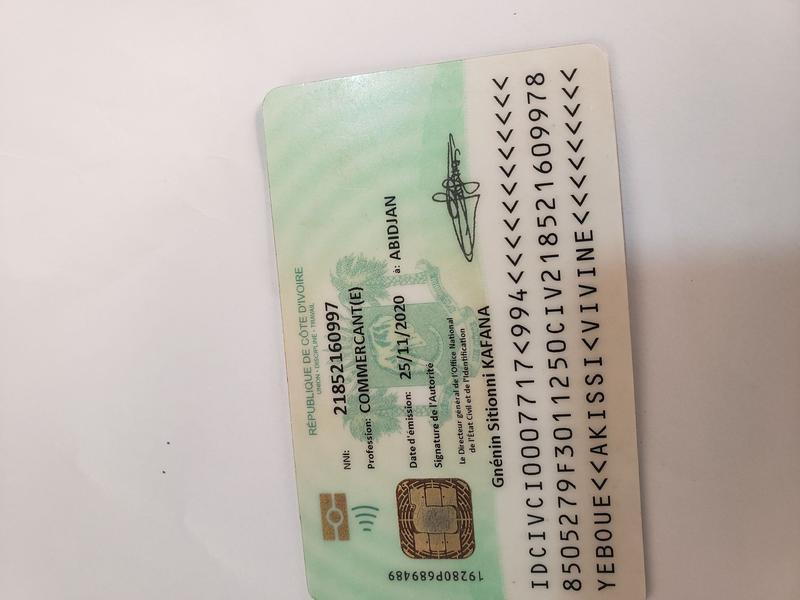 RÉPUBLIQUE DE CÔTE D'IVOIRE
UNION - DISCIPLINE - TRAVAIL
NNI: 21852160997
Profession: COMMERCANT(E)
Date d'émission: 25/11/2020 à: ABIDJAN
Signature de l'Autorité
Le Directeur général de l'Office National
de l'État Civil et de l'Identification
Gnénin Sitionni KAFANA
IDCIVCI0007717<994<<<<<<<<<<<<
8505279F3011250CIV218521609978
YEBOUE<<AKISSI<VIVINE<<<<<<<<<